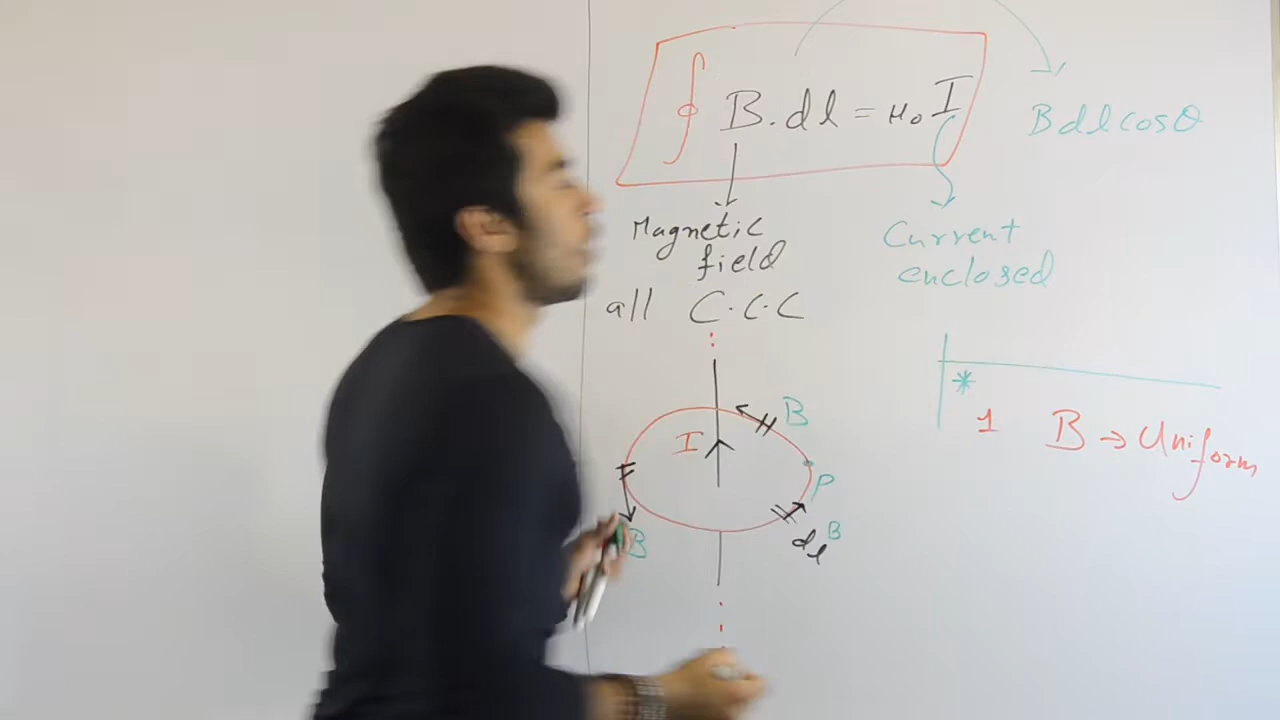 ∮ B.dl = μ₀ I
Bdlcosθ
Magnetic
field
Current
enclosed
all C.C.C
*
1 B → Uniform
I
B
P
dl
B
B